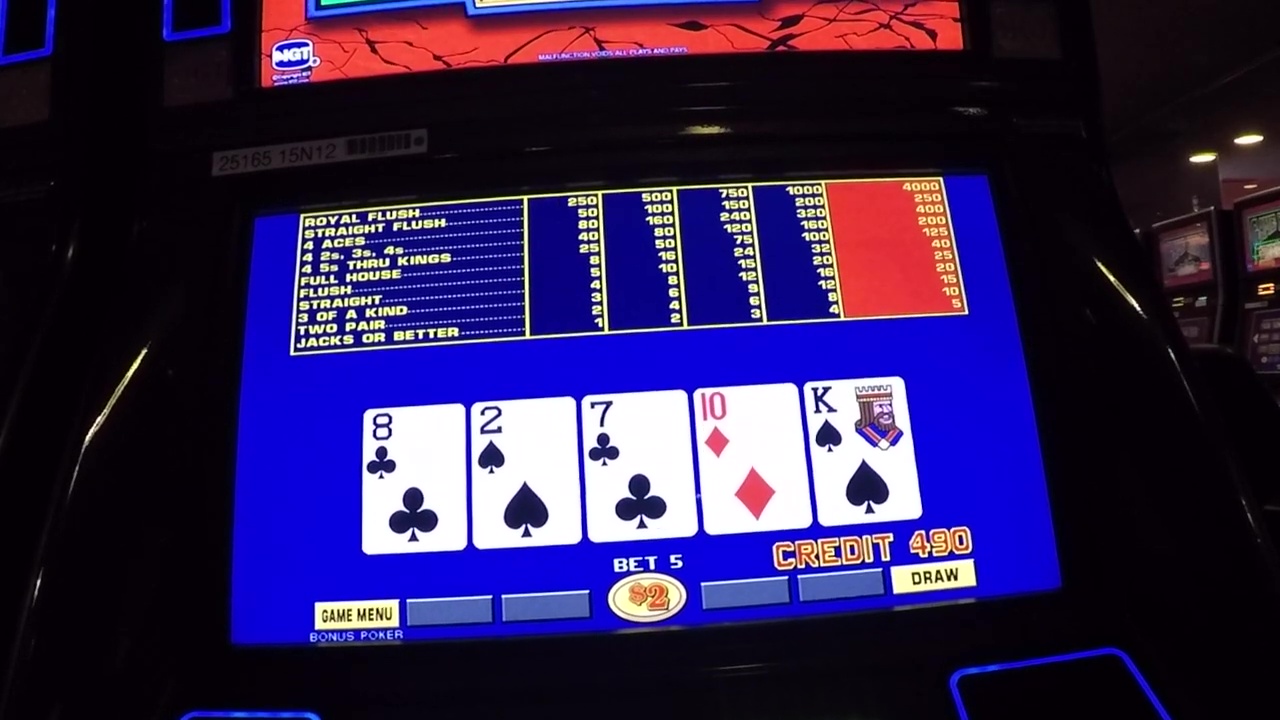 IGT
MALFUNCTION VOIDS ALL PLAYS AND PAYS
25165 15N12
ROYAL FLUSH 250 500 750 1000 4000
STRAIGHT FLUSH 50 100 150 200 250
4 ACES 80 160 240 320 400
4 2s, 3s, 4s 40 80 120 160 200
4 5s THRU KINGS 25 50 75 100 125
FULL HOUSE 8 16 24 32 40
FLUSH 5 10 15 20 25
STRAIGHT 4 8 12 16 20
3 OF A KIND 3 6 9 12 15
TWO PAIR 2 4 6 8 10
JACKS OR BETTER 1 2 3 4 5
8 2 7 10 K
BET 5 CREDIT 490
GAME MENU $2 DRAW
BONUS POKER